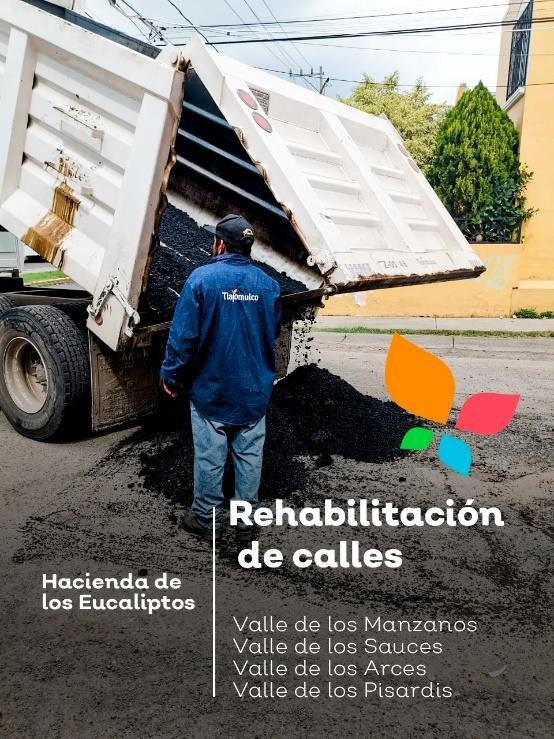 Tlajomulco
Rehabilitación
de calles
Hacienda de
los Eucaliptos
Valle de los Manzanos
Valle de los Sauces
Valle de los Arces
Valle de los Pisardis